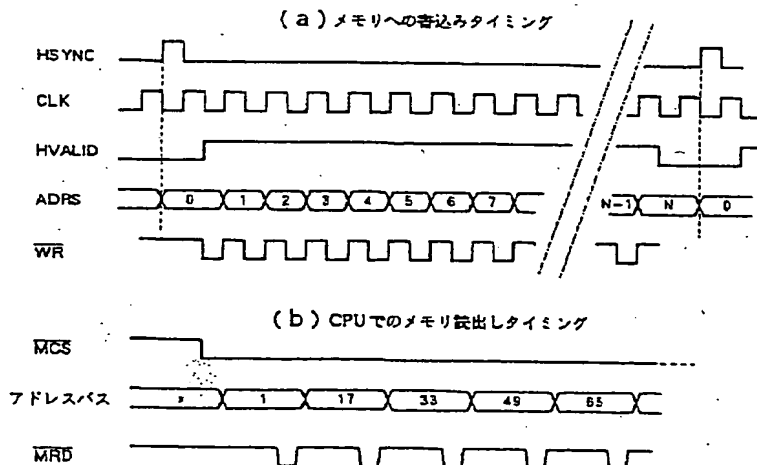 (a)メモリへの書込みタイミング
HSYNC
CLK
HVALID
ADRS 0 1 2 3 4 5 6 7 N-1 N 0
WR
(b)CPUでのメモリ読出しタイミング
MCS
アドレスバス × 1 17 33 49 65
MRD